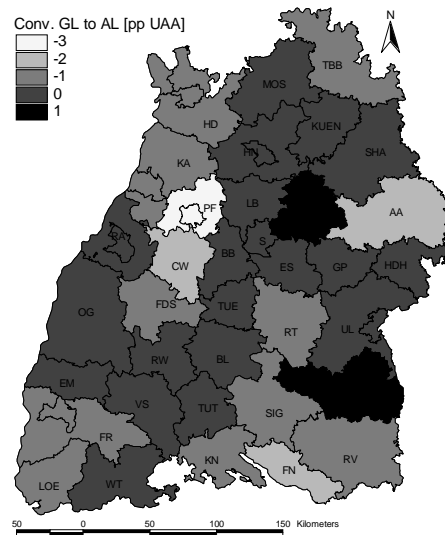 Conv. GL to AL [pp UAA]
-3
-2
-1
0
1
N
TBB
MOS
HD
KUEN
HN
SHA
KA
PF
LB
AA
RA
S
BB
CW
ES
GP
HDH
OG
FDS
TUE
RT
UL
RW
BL
EM
VS
TUT
SIG
FR
KN
FN
RV
LOE
WT
50 0 50 100 150 Kilometers